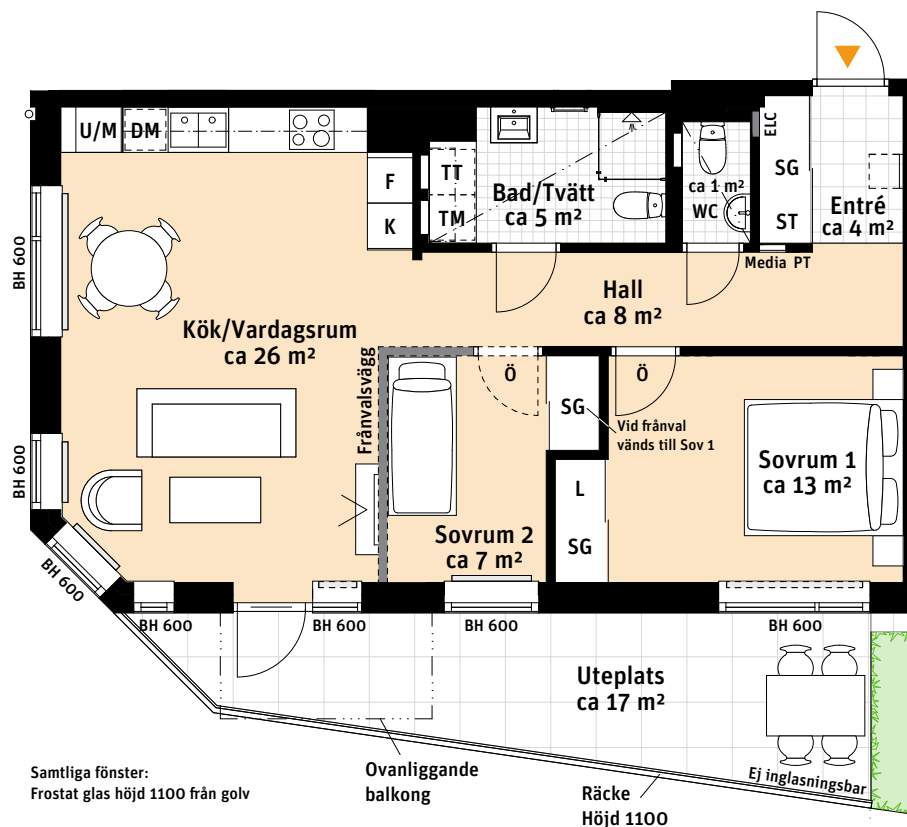 U/M
DM
F
K
TT
TM
Bad/Tvätt
ca 5 m²
ca 1 m²
WC
ELC
SG
ST
Entré
ca 4 m²
Media PT
BH 600
Hall
ca 8 m²
Kök/Vardagsrum
ca 26 m²
Frånvalsvägg
Ö
Ö
SG
Vid frånval
vänds till Sov 1
BH 600
L
SG
Sovrum 1
ca 13 m²
Sovrum 2
ca 7 m²
BH 600
BH 600
BH 600
BH 600
BH 600
Uteplats
ca 17 m²
Ej inglasningsbar
Samtliga fönster:
Frostat glas höjd 1100 från golv
Ovanliggande
balkong
Räcke
Höjd 1100